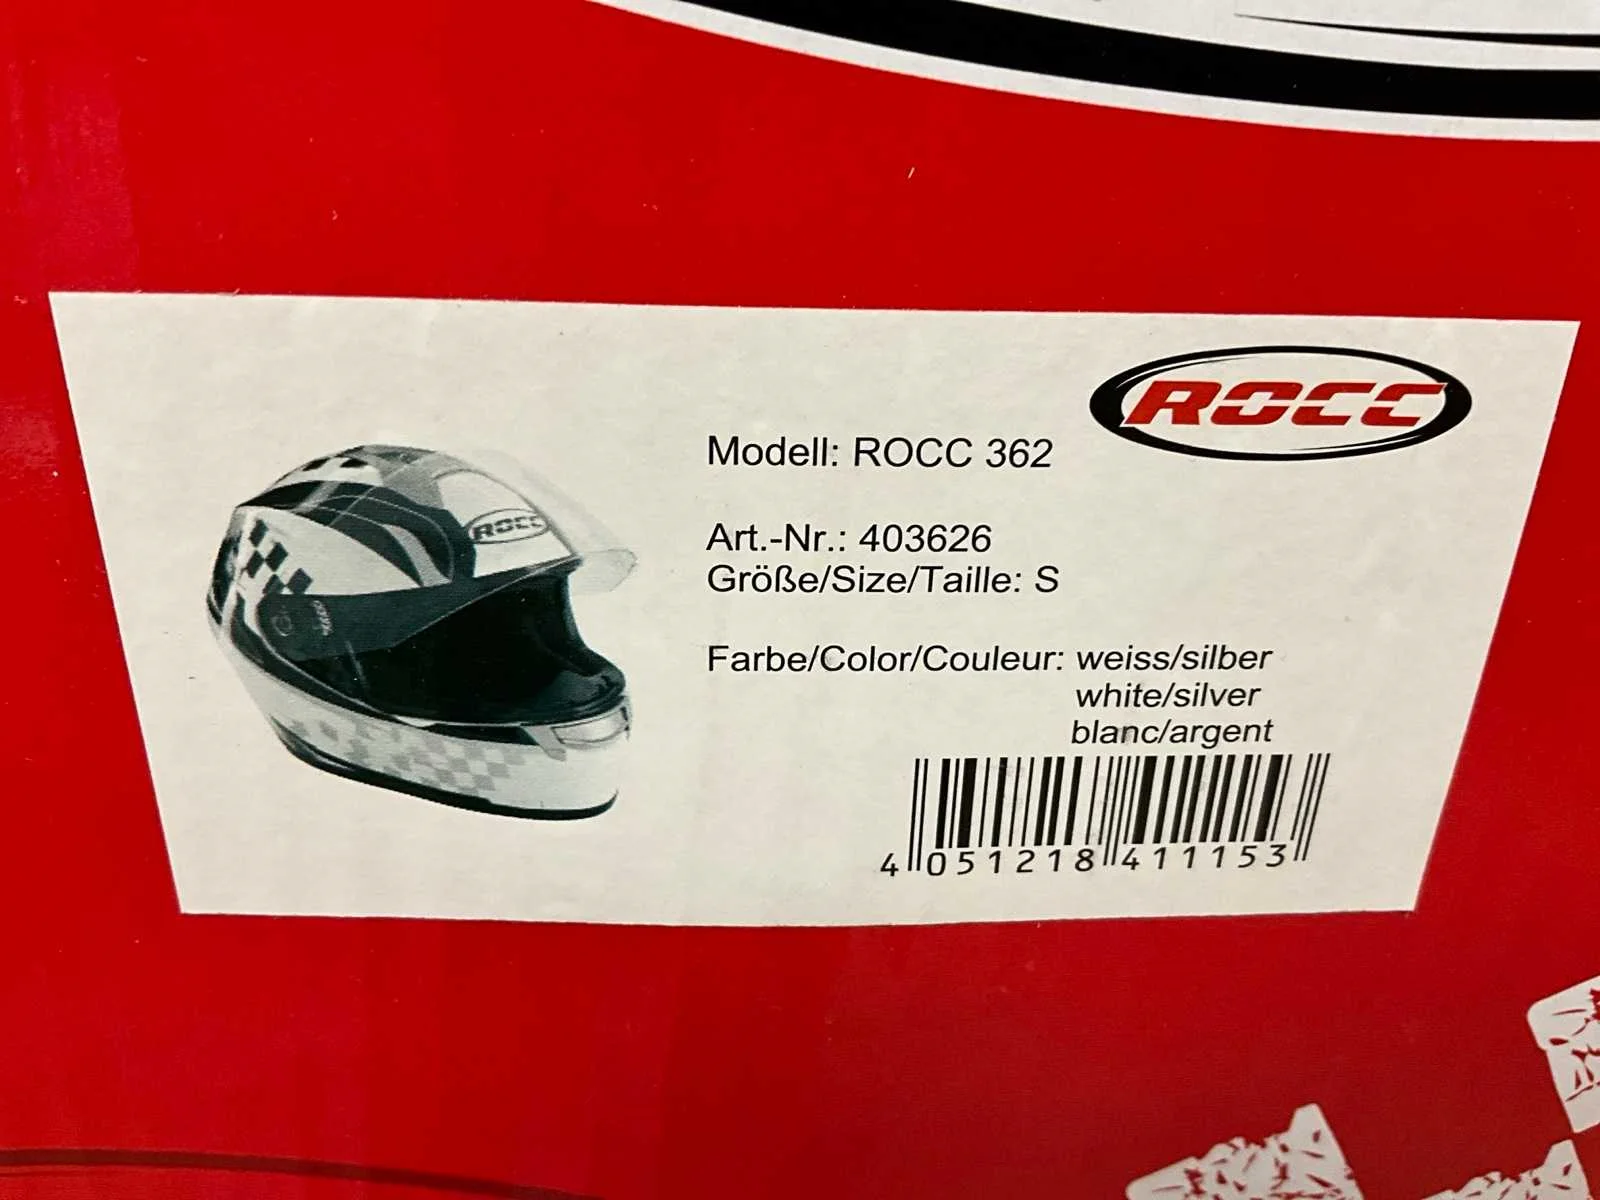 ROCC
Modell: ROCC 362
ROCC
Art.-Nr.: 403626
Größe/Size/Taille: S
Farbe/Color/Couleur: weiss/silber
white/silver
blanc/argent
4 051218 411153